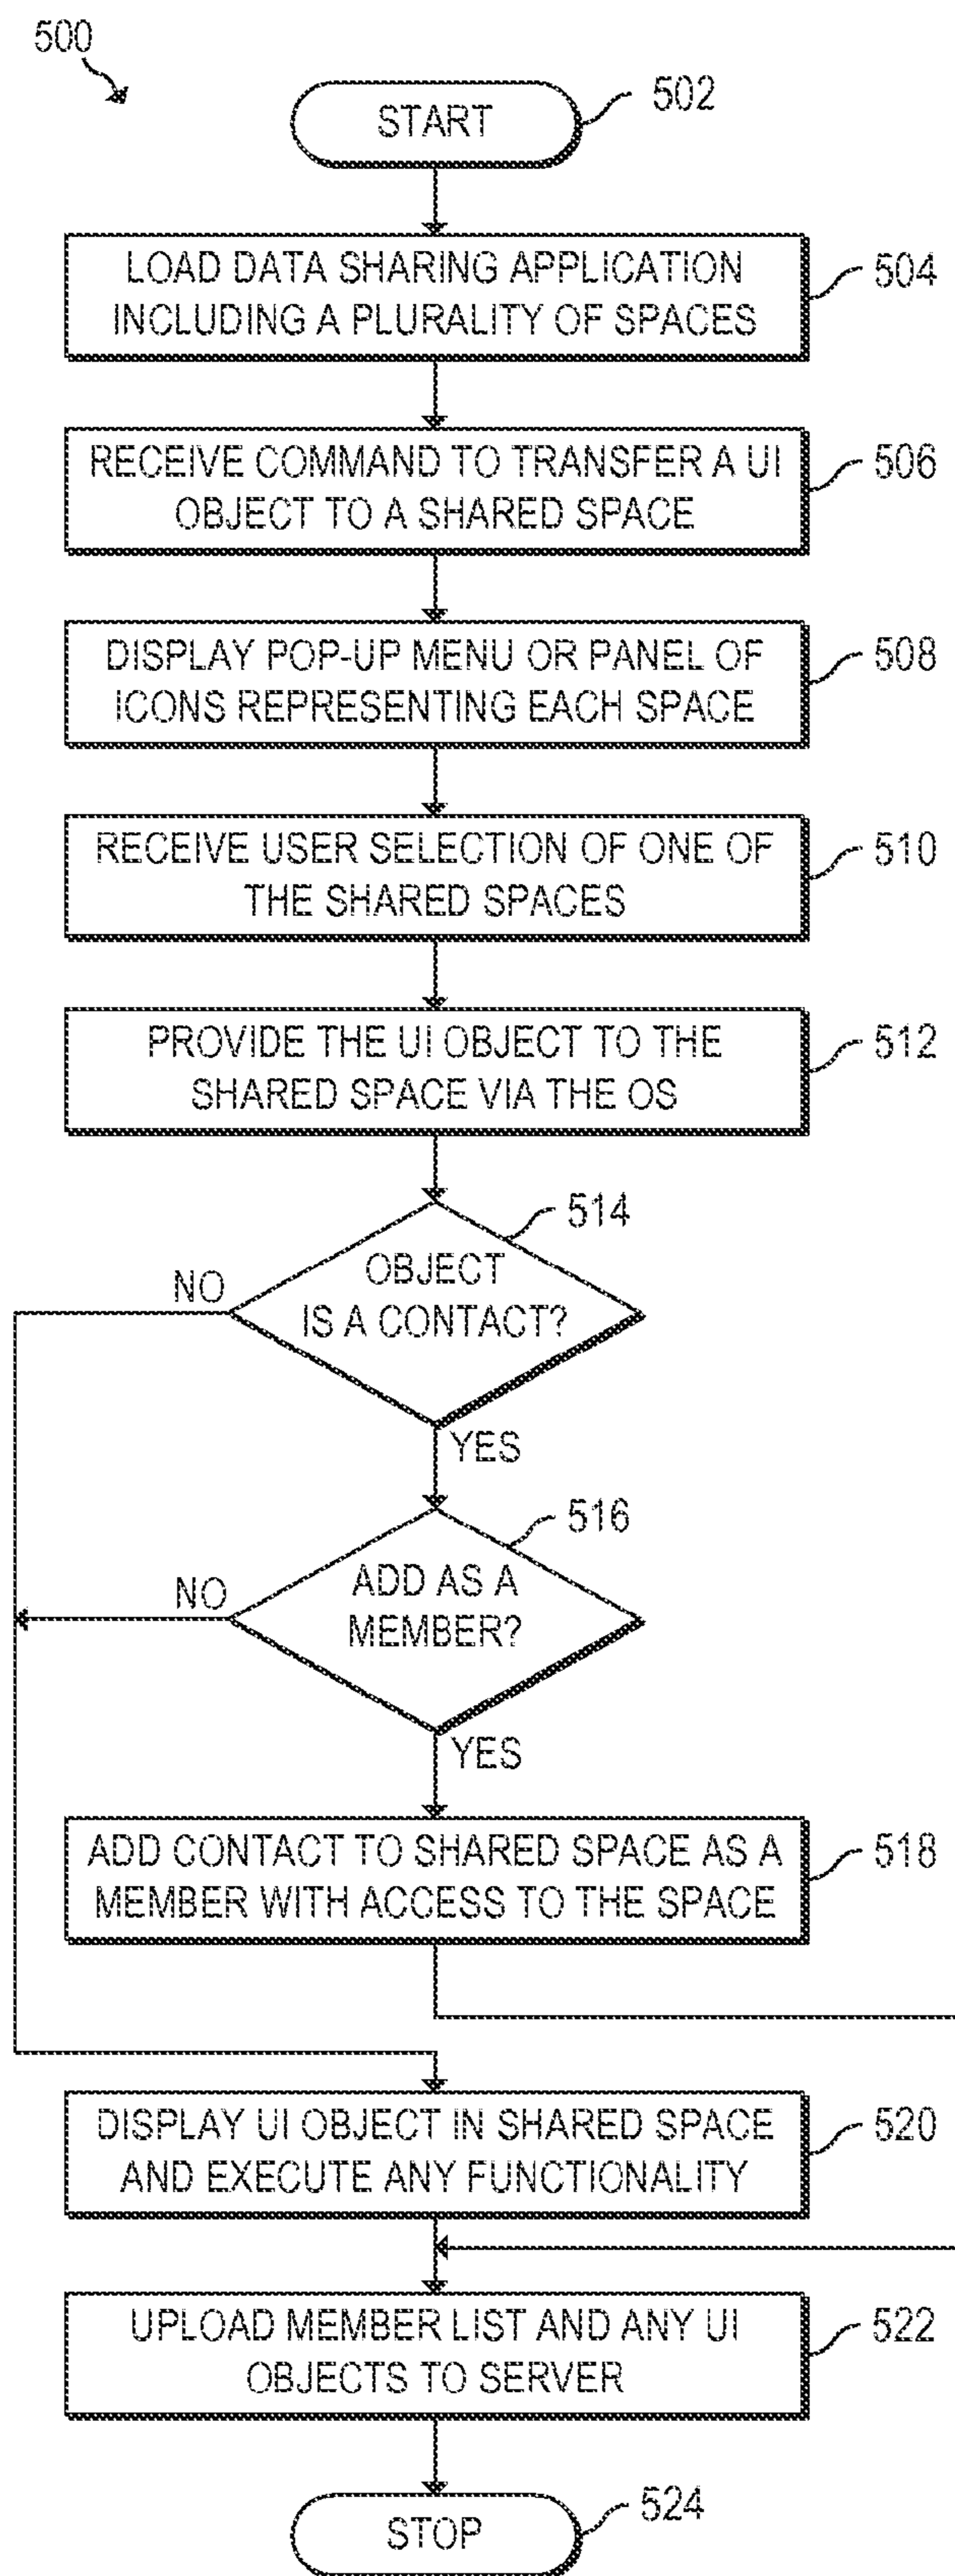 500
START
502
LOAD DATA SHARING APPLICATION
INCLUDING A PLURALITY OF SPACES
504
RECEIVE COMMAND TO TRANSFER A UI
OBJECT TO A SHARED SPACE
506
DISPLAY POP-UP MENU OR PANEL OF
ICONS REPRESENTING EACH SPACE
508
RECEIVE USER SELECTION OF ONE OF
THE SHARED SPACES
510
PROVIDE THE UI OBJECT TO THE
SHARED SPACE VIA THE OS
512
514
OBJECT
IS A CONTACT?
NO
YES
516
ADD AS A
MEMBER?
NO
YES
ADD CONTACT TO SHARED SPACE AS A
MEMBER WITH ACCESS TO THE SPACE
518
DISPLAY UI OBJECT IN SHARED SPACE
AND EXECUTE ANY FUNCTIONALITY
520
UPLOAD MEMBER LIST AND ANY UI
OBJECTS TO SERVER
522
STOP
524